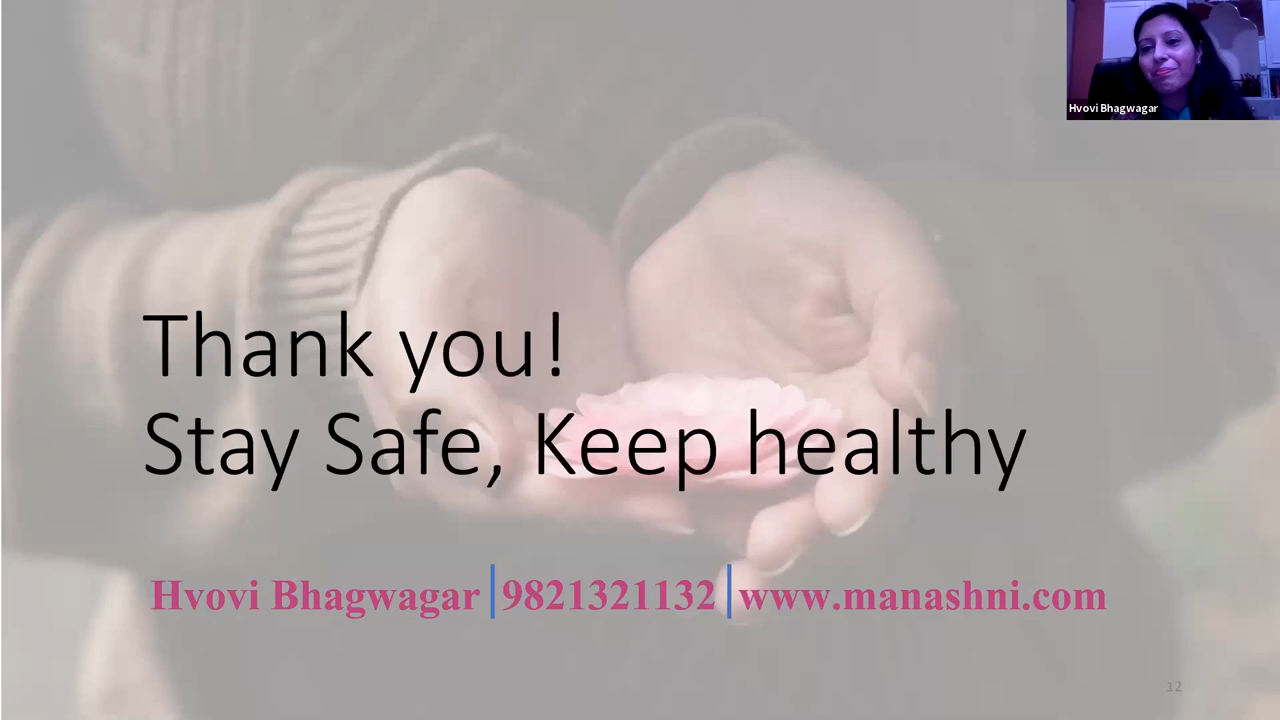 Hvovi Bhagwagar
Thank you!
Stay Safe, Keep healthy
Hvovi Bhagwagar | 9821321132 | www.manashni.com
12